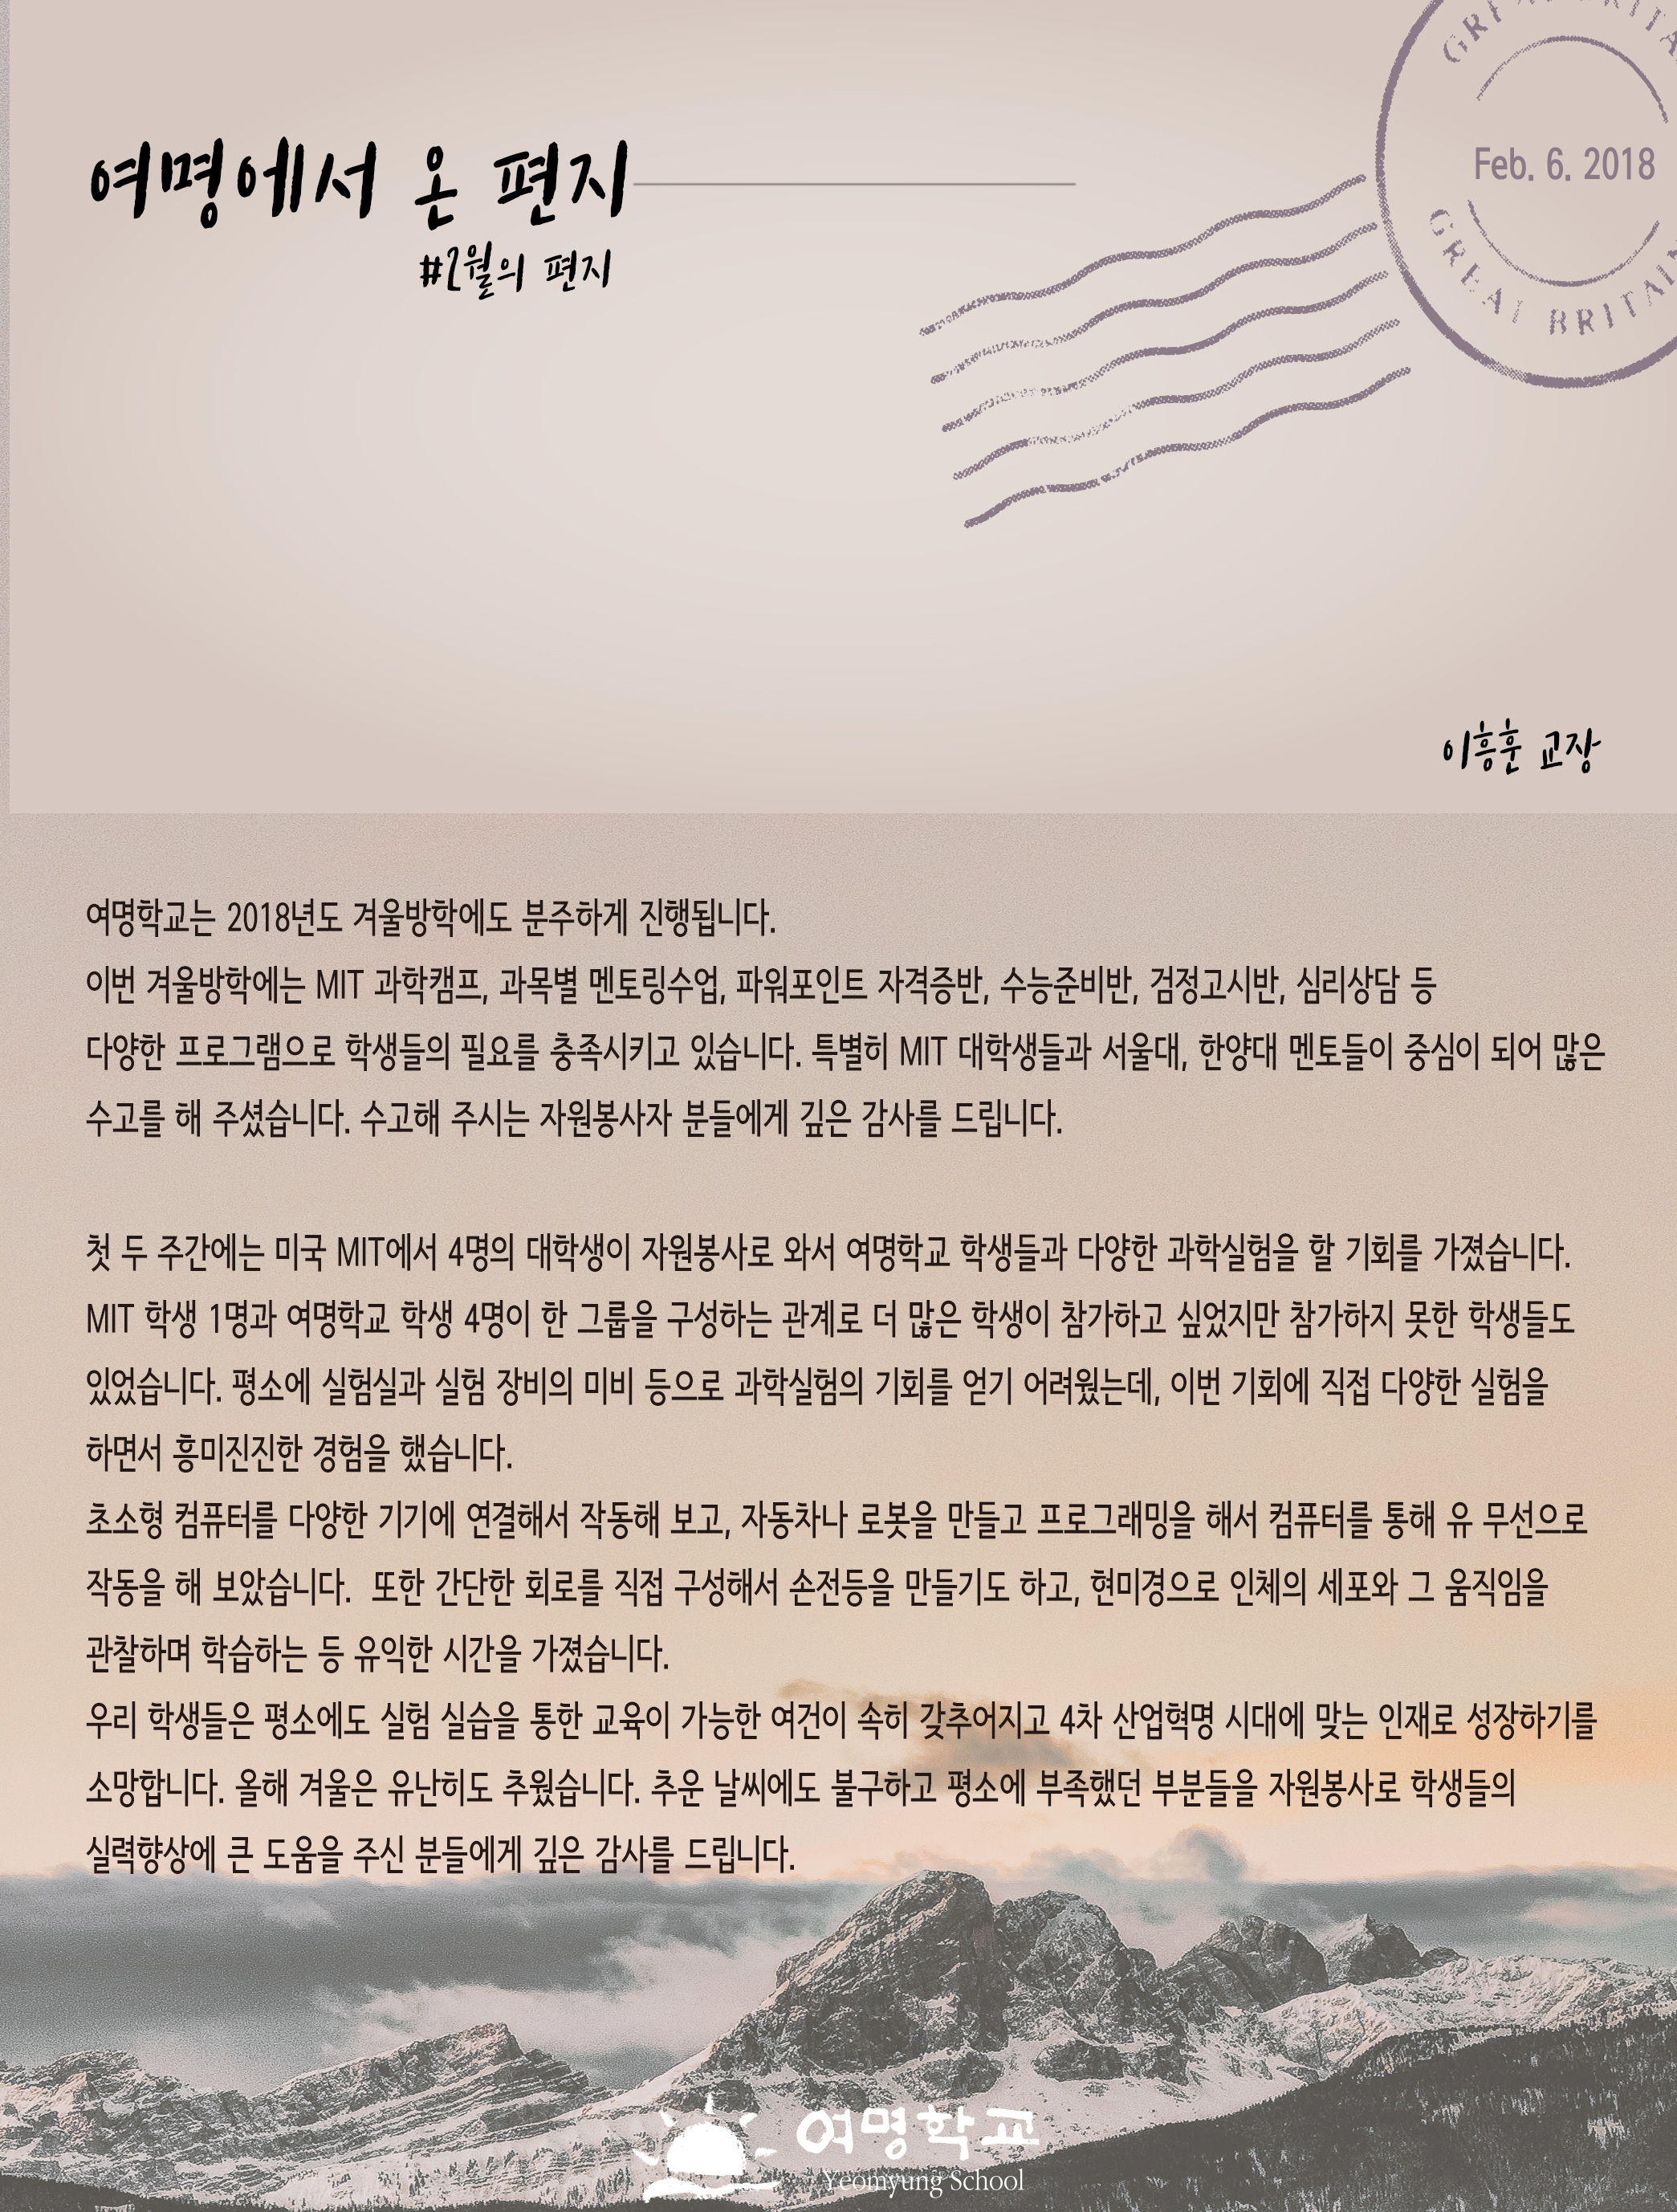 여명에서 온 편지
#2월의 편지
GREAT BRITA
Feb. 6. 2018
GREAT BRITAIN
이흥훈 교장
여명학교는 2018년도 겨울방학에도 분주하게 진행됩니다.
이번 겨울방학에는 MIT 과학캠프, 과목별 멘토링수업, 파워포인트 자격증반, 수능준비반, 검정고시반, 심리상담 등
다양한 프로그램으로 학생들의 필요를 충족시키고 있습니다. 특별히 MIT 대학생들과 서울대, 한양대 멘토들이 중심이 되어 많은
수고를 해 주셨습니다. 수고해 주시는 자원봉사자 분들에게 깊은 감사를 드립니다.
첫 두 주간에는 미국 MIT에서 4명의 대학생이 자원봉사로 와서 여명학교 학생들과 다양한 과학실험을 할 기회를 가졌습니다.
MIT 학생 1명과 여명학교 학생 4명이 한 그룹을 구성하는 관계로 더 많은 학생이 참가하고 싶었지만 참가하지 못한 학생들도
있었습니다. 평소에 실험실과 실험 장비의 미비 등으로 과학실험의 기회를 얻기 어려웠는데, 이번 기회에 직접 다양한 실험을
하면서 흥미진진한 경험을 했습니다.
초소형 컴퓨터를 다양한 기기에 연결해서 작동해 보고, 자동차나 로봇을 만들고 프로그래밍을 해서 컴퓨터를 통해 유 무선으로
작동을 해 보았습니다. 또한 간단한 회로를 직접 구성해서 손전등을 만들기도 하고, 현미경으로 인체의 세포와 그 움직임을
관찰하며 학습하는 등 유익한 시간을 가졌습니다.
우리 학생들은 평소에도 실험 실습을 통한 교육이 가능한 여건이 속히 갖추어지고 4차 산업혁명 시대에 맞는 인재로 성장하기를
소망합니다. 올해 겨울은 유난히도 추웠습니다. 추운 날씨에도 불구하고 평소에 부족했던 부분들을 자원봉사로 학생들의
실력향상에 큰 도움을 주신 분들에게 깊은 감사를 드립니다.
여명학교
Yeomyung School